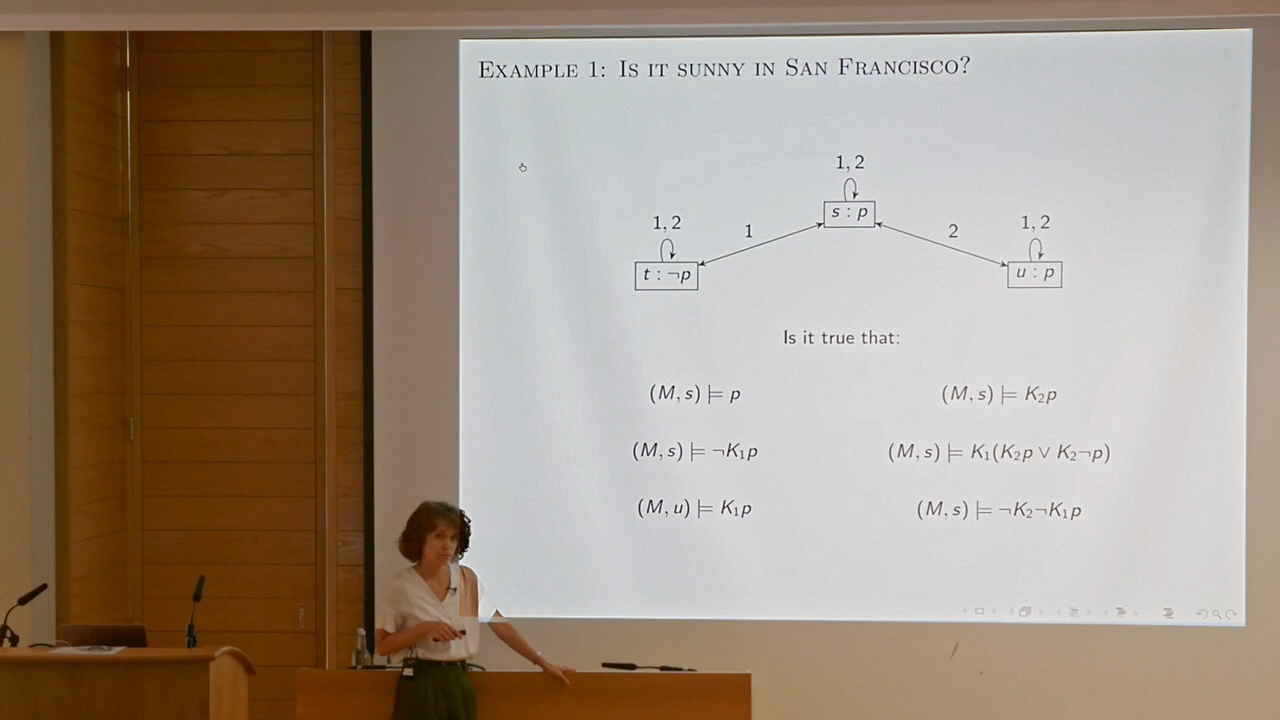 EXAMPLE 1: IS IT SUNNY IN SAN FRANCISCO?
1, 2
s : p
1, 2
1
2
1, 2
t : ¬p
u : p
Is it true that:
(M, s) ⊨ p
(M, s) ⊨ K₂p
(M, s) ⊨ ¬K₁p
(M, s) ⊨ K₁(K₂p ∨ K₂¬p)
(M, u) ⊨ K₁p
(M, s) ⊨ ¬K₂¬K₁p